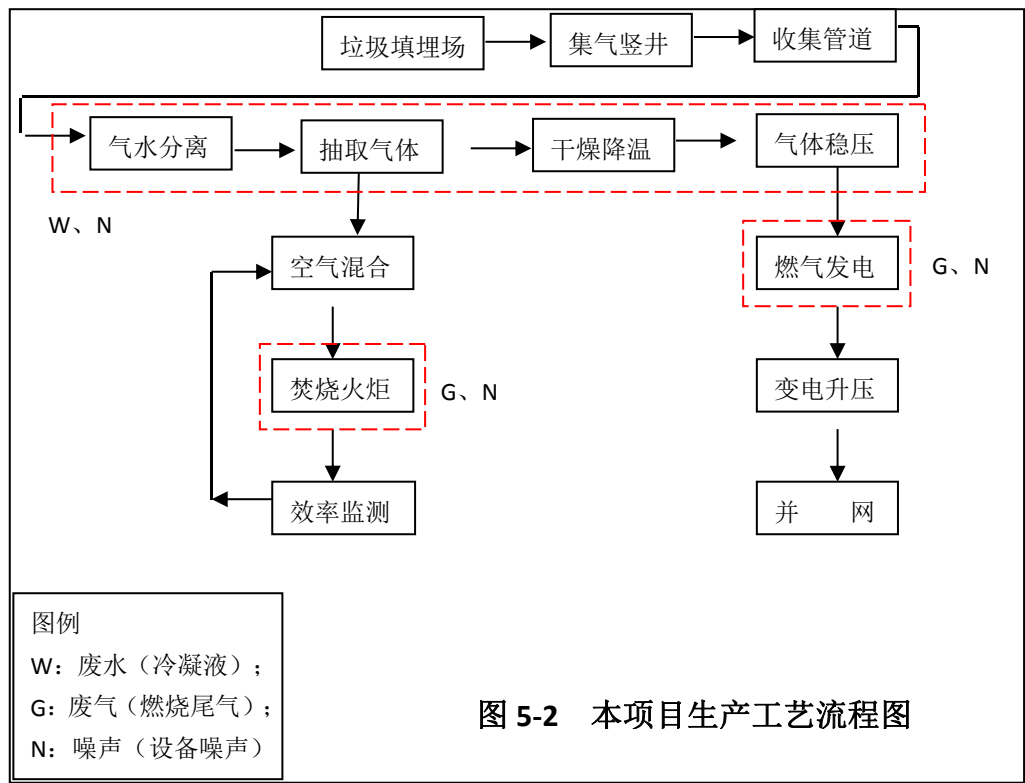 垃圾填埋场
集气竖井
收集管道
气水分离
抽取气体
干燥降温
气体稳压
W、N
空气混合
燃气发电
G、N
焚烧火炬
G、N
变电升压
效率监测
并 网
图例
W：废水（冷凝液）；
G：废气（燃烧尾气）；
N：噪声（设备噪声）
图 5-2 本项目生产工艺流程图